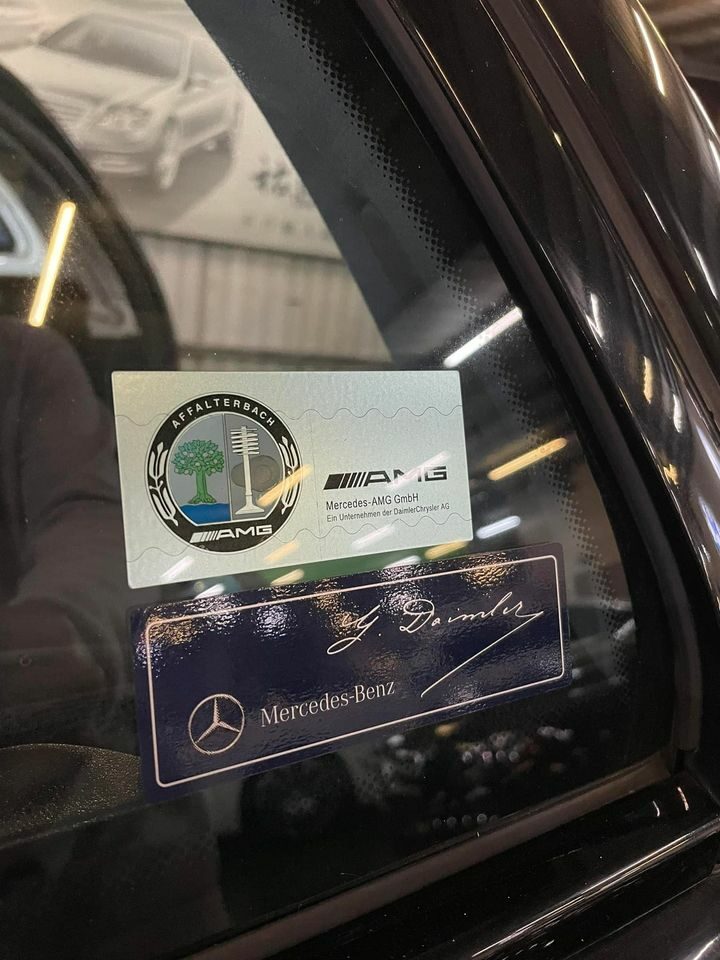 AFFALTERBACH
AMG
AMG
Mercedes-AMG GmbH
Ein Unternehmen der DaimlerChrysler AG
G. Daimler
Mercedes-Benz